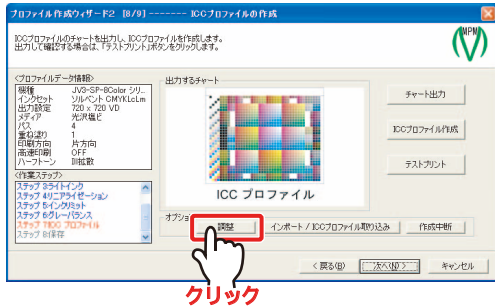 プロファイル作成ウィザード2 [8/9] ------- ICCプロファイルの作成
ICCプロファイルのチャートを出力し、ICCプロファイルを作成します。
出力して確認する場合は、「テストプリント」ボタンをクリックします。
MPM
<プロファイルデータ情報>
機種 JV3-SP-8Color シリ...
インクセット ソルベント CMYKLcLm
出力設定 720 x 720 VD
メディア 光沢塩ビ
パス 4
重ね塗り 1
印刷方向 片方向
高速印刷 OFF
ハーフトーン 誤拡散
<作業ステップ>
ステップ 3:ライトインク
ステップ 4:リニアライゼーション
ステップ 5:インクリミット
ステップ 6:グレーバランス
ステップ 7:ICC プロファイル
ステップ 8:保存
出力するチャート
ICC プロファイル
チャート出力
ICCプロファイル作成
テストプリント
オプション
調整
インポート / ICCプロファイル取り込み
作成中断
< 戻る(B)
次へ(N) >
キャンセル
クリック